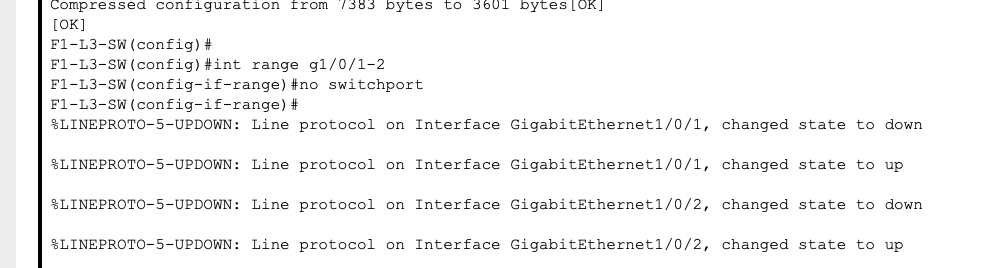 Compressed configuration from 7383 bytes to 3601 bytes[OK]
[OK]
F1-L3-SW(config)#
F1-L3-SW(config)#int range g1/0/1-2
F1-L3-SW(config-if-range)#no switchport
F1-L3-SW(config-if-range)#
%LINEPROTO-5-UPDOWN: Line protocol on Interface GigabitEthernet1/0/1, changed state to down
%LINEPROTO-5-UPDOWN: Line protocol on Interface GigabitEthernet1/0/1, changed state to up
%LINEPROTO-5-UPDOWN: Line protocol on Interface GigabitEthernet1/0/2, changed state to down
%LINEPROTO-5-UPDOWN: Line protocol on Interface GigabitEthernet1/0/2, changed state to up